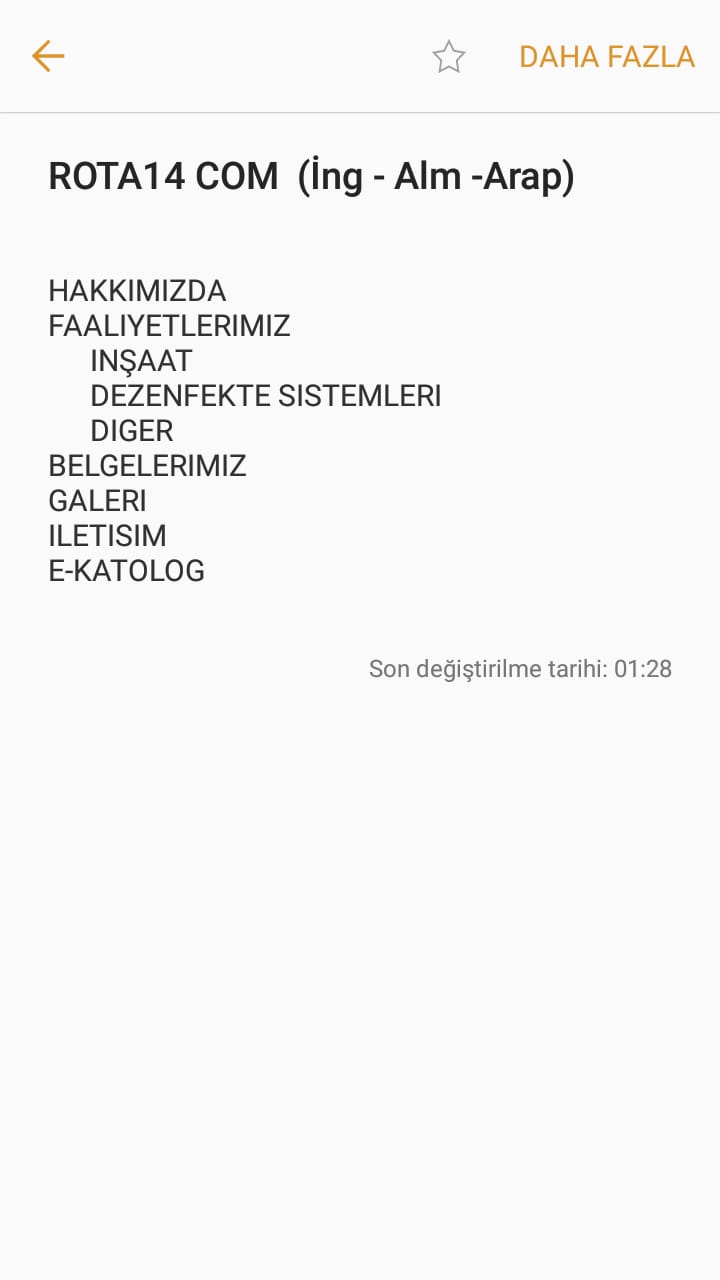 DAHA FAZLA
ROTA14 COM (İng - Alm -Arap)
HAKKIMIZDA
FAALIYETLERIMIZ
INŞAAT
DEZENFEKTE SISTEMLERI
DIGER
BELGELERIMIZ
GALERI
ILETISIM
E-KATOLOG
Son değiştirilme tarihi: 01:28